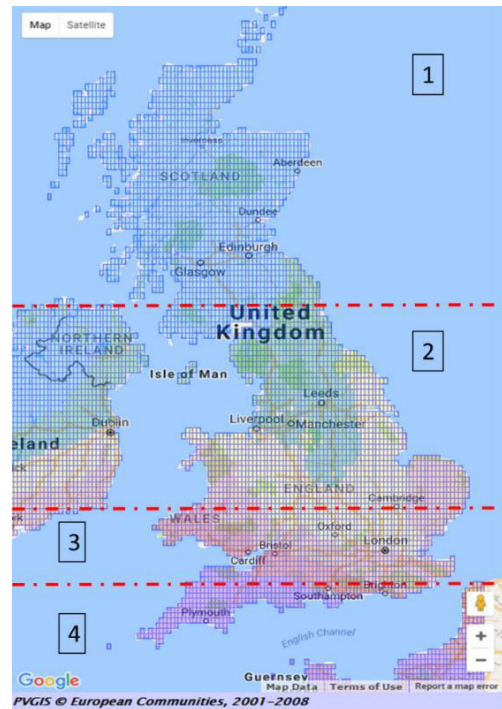 Map Satellite
1
Inverness
Aberdeen
SCOTLAND
Dundee
Edinburgh
Glasgow
United
Kingdom
2
NORTHERN
IRELAND
Isle of Man
Leeds
Dublin
Liverpool
Manchester
eland
ick
ENGLAND
Cambridge
WALES
ork
3
Oxford
London
Bristol
Cardiff
Brighton
Southampton
4
Plymouth
English Channel
Guernsey
Google
Map Data Terms of Use Report a map error
PVGIS © European Communities, 2001-2008